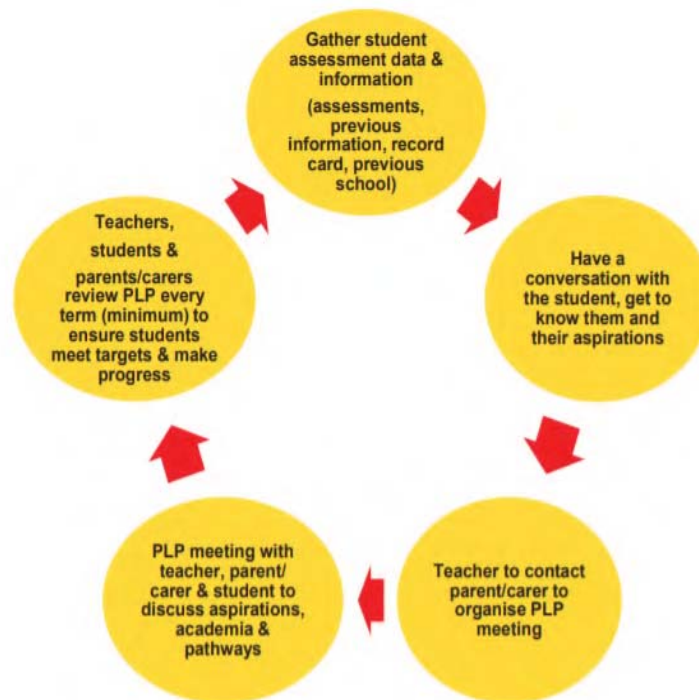 Gather student
assessment data &
information
(assessments,
previous
information, record
card, previous
school)
Have a
conversation with
the student, get to
know them and
their aspirations
Teacher to contact
parent/carer to
organise PLP
meeting
PLP meeting with
teacher, parent/
carer & student to
discuss aspirations,
academia &
pathways
Teachers,
students &
parents/carers
review PLP every
term (minimum) to
ensure students
meet targets & make
progress